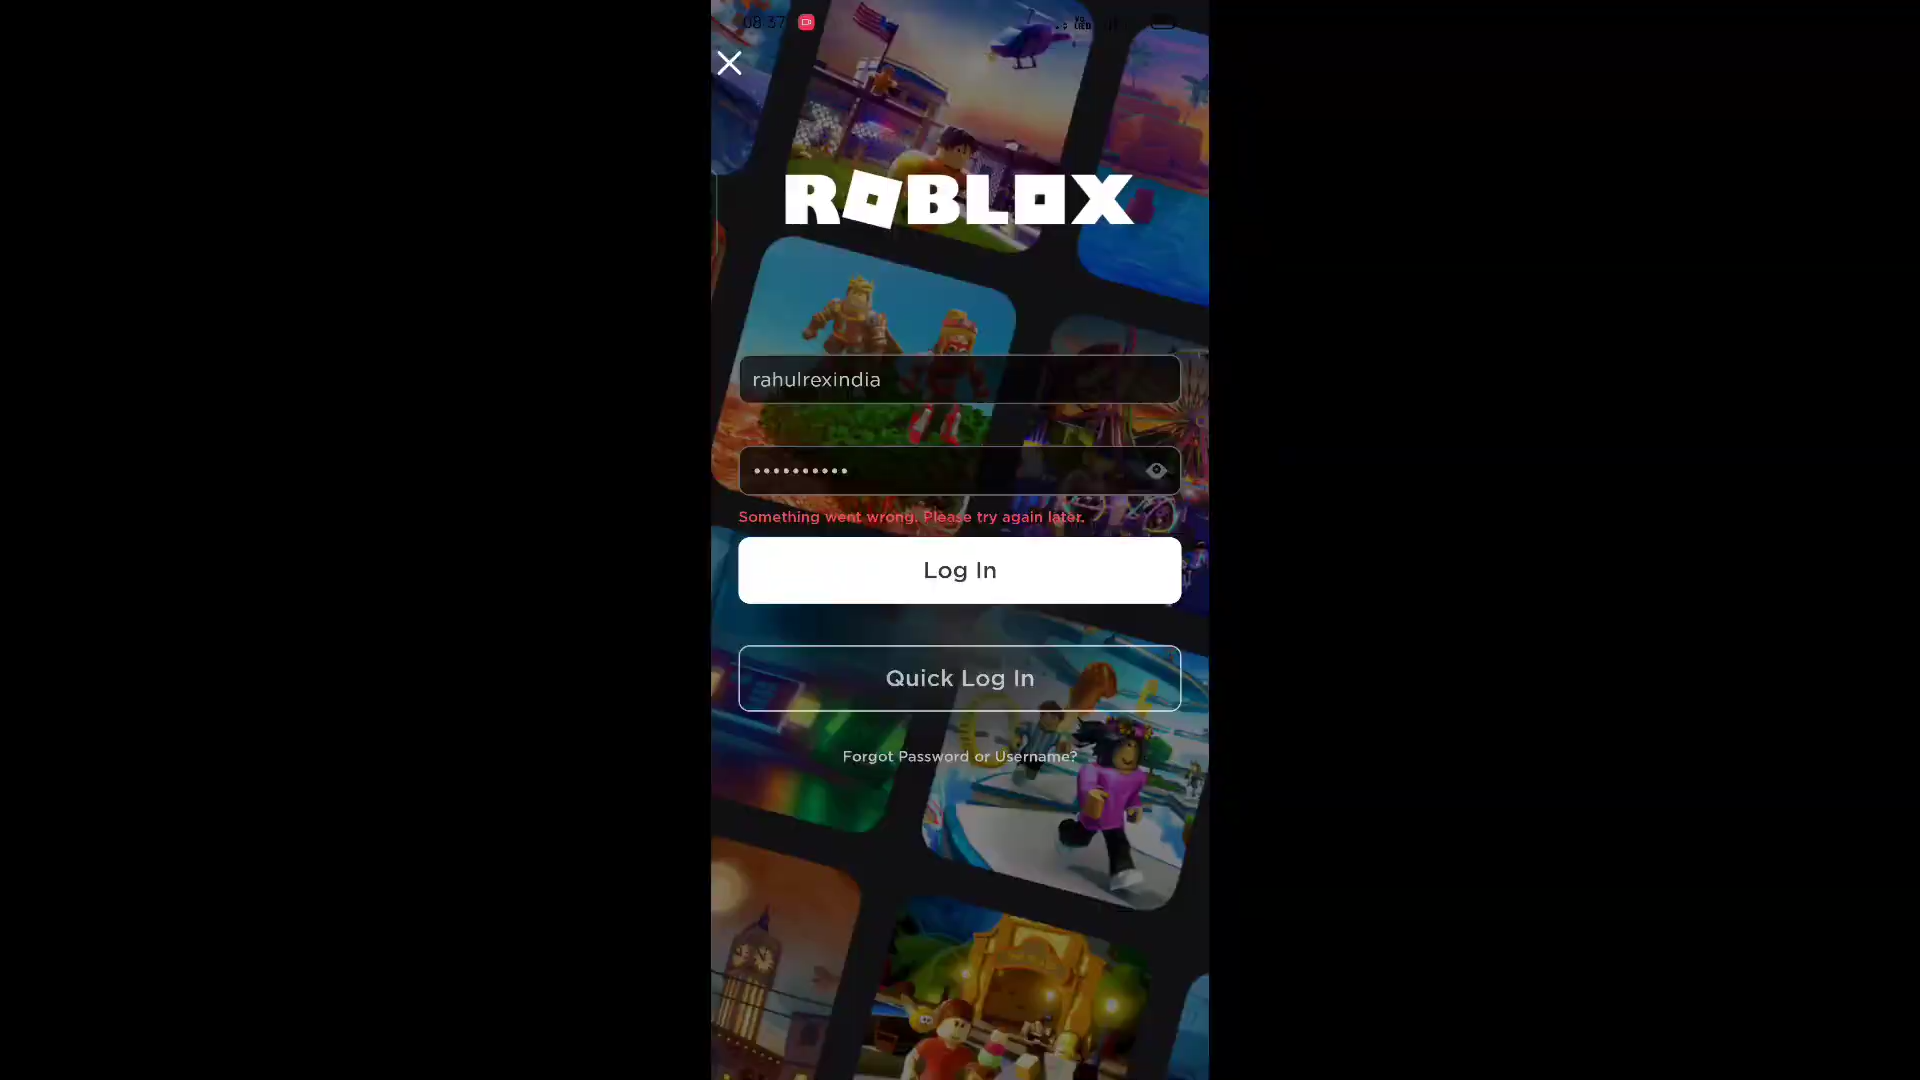 08:37
ROBLOX
rahulrexindia
Something went wrong. Please try again later.
Log In
Quick Log In
Forgot Password or Username?